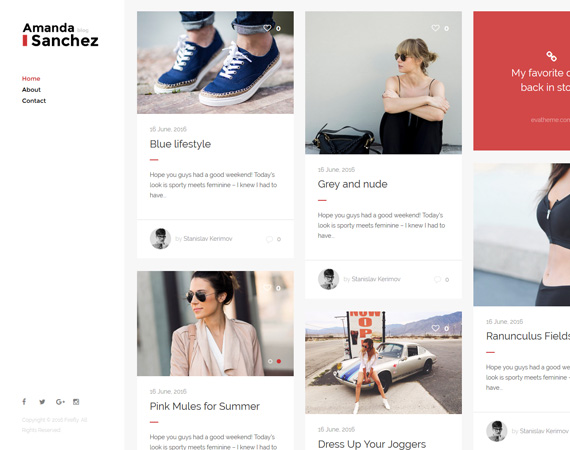 Amanda
blog
Sanchez
Home
About
Contact
Copyright © 2016 Firefly. All
Rights Reserved.
0
16 June, 2016
Blue lifestyle
Hope you guys had a good weekend! Today's
look is sporty meets feminine – I knew I had to
have...
by Stanislav Kerimov
0
0
16 June, 2016
Pink Mules for Summer
Hope you guys had a good weekend! Today's
look is sporty meets feminine – I knew I had to
0
16 June, 2016
Grey and nude
Hope you guys had a good weekend! Today's
look is sporty meets feminine – I knew I had to
have...
by Stanislav Kerimov
0
NOW
OP
0
16 June, 2016
Dress Up Your Joggers
My favorite
back in sto
evatheme.com
16 June, 2016
Ranunculus Fields
Hope you guys had a good
look is sporty meets feminine
have...
by Stanislav Kerimov